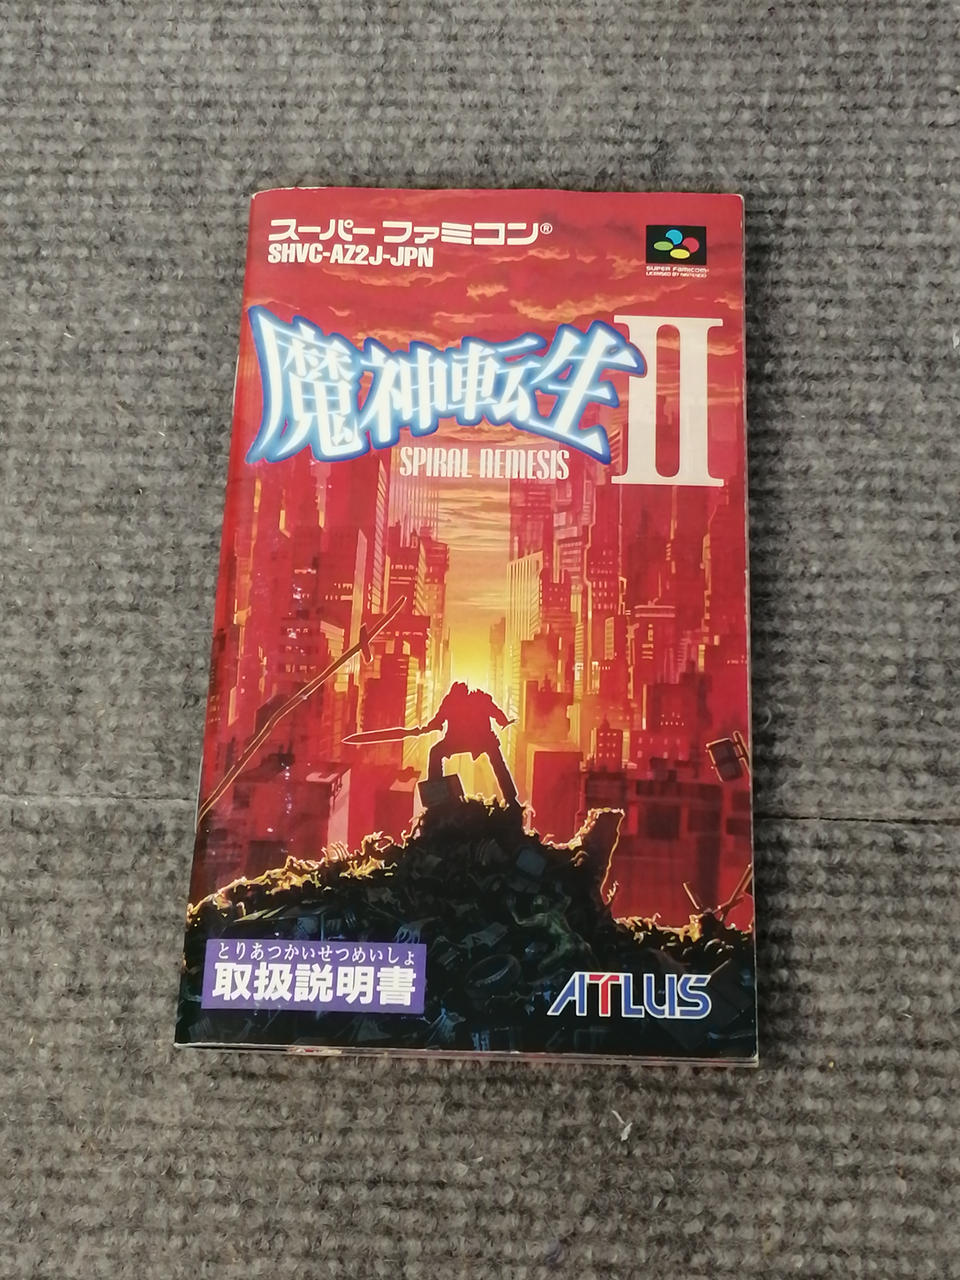 スーパーファミコン®
SHVC-AZ2J-JPN
SUPER FAMICOM
LICENSED BY NINTENDO
魔神転生II
SPIRAL NEMESIS
とりあつかいせつめいしょ
取扱説明書
ATLUS